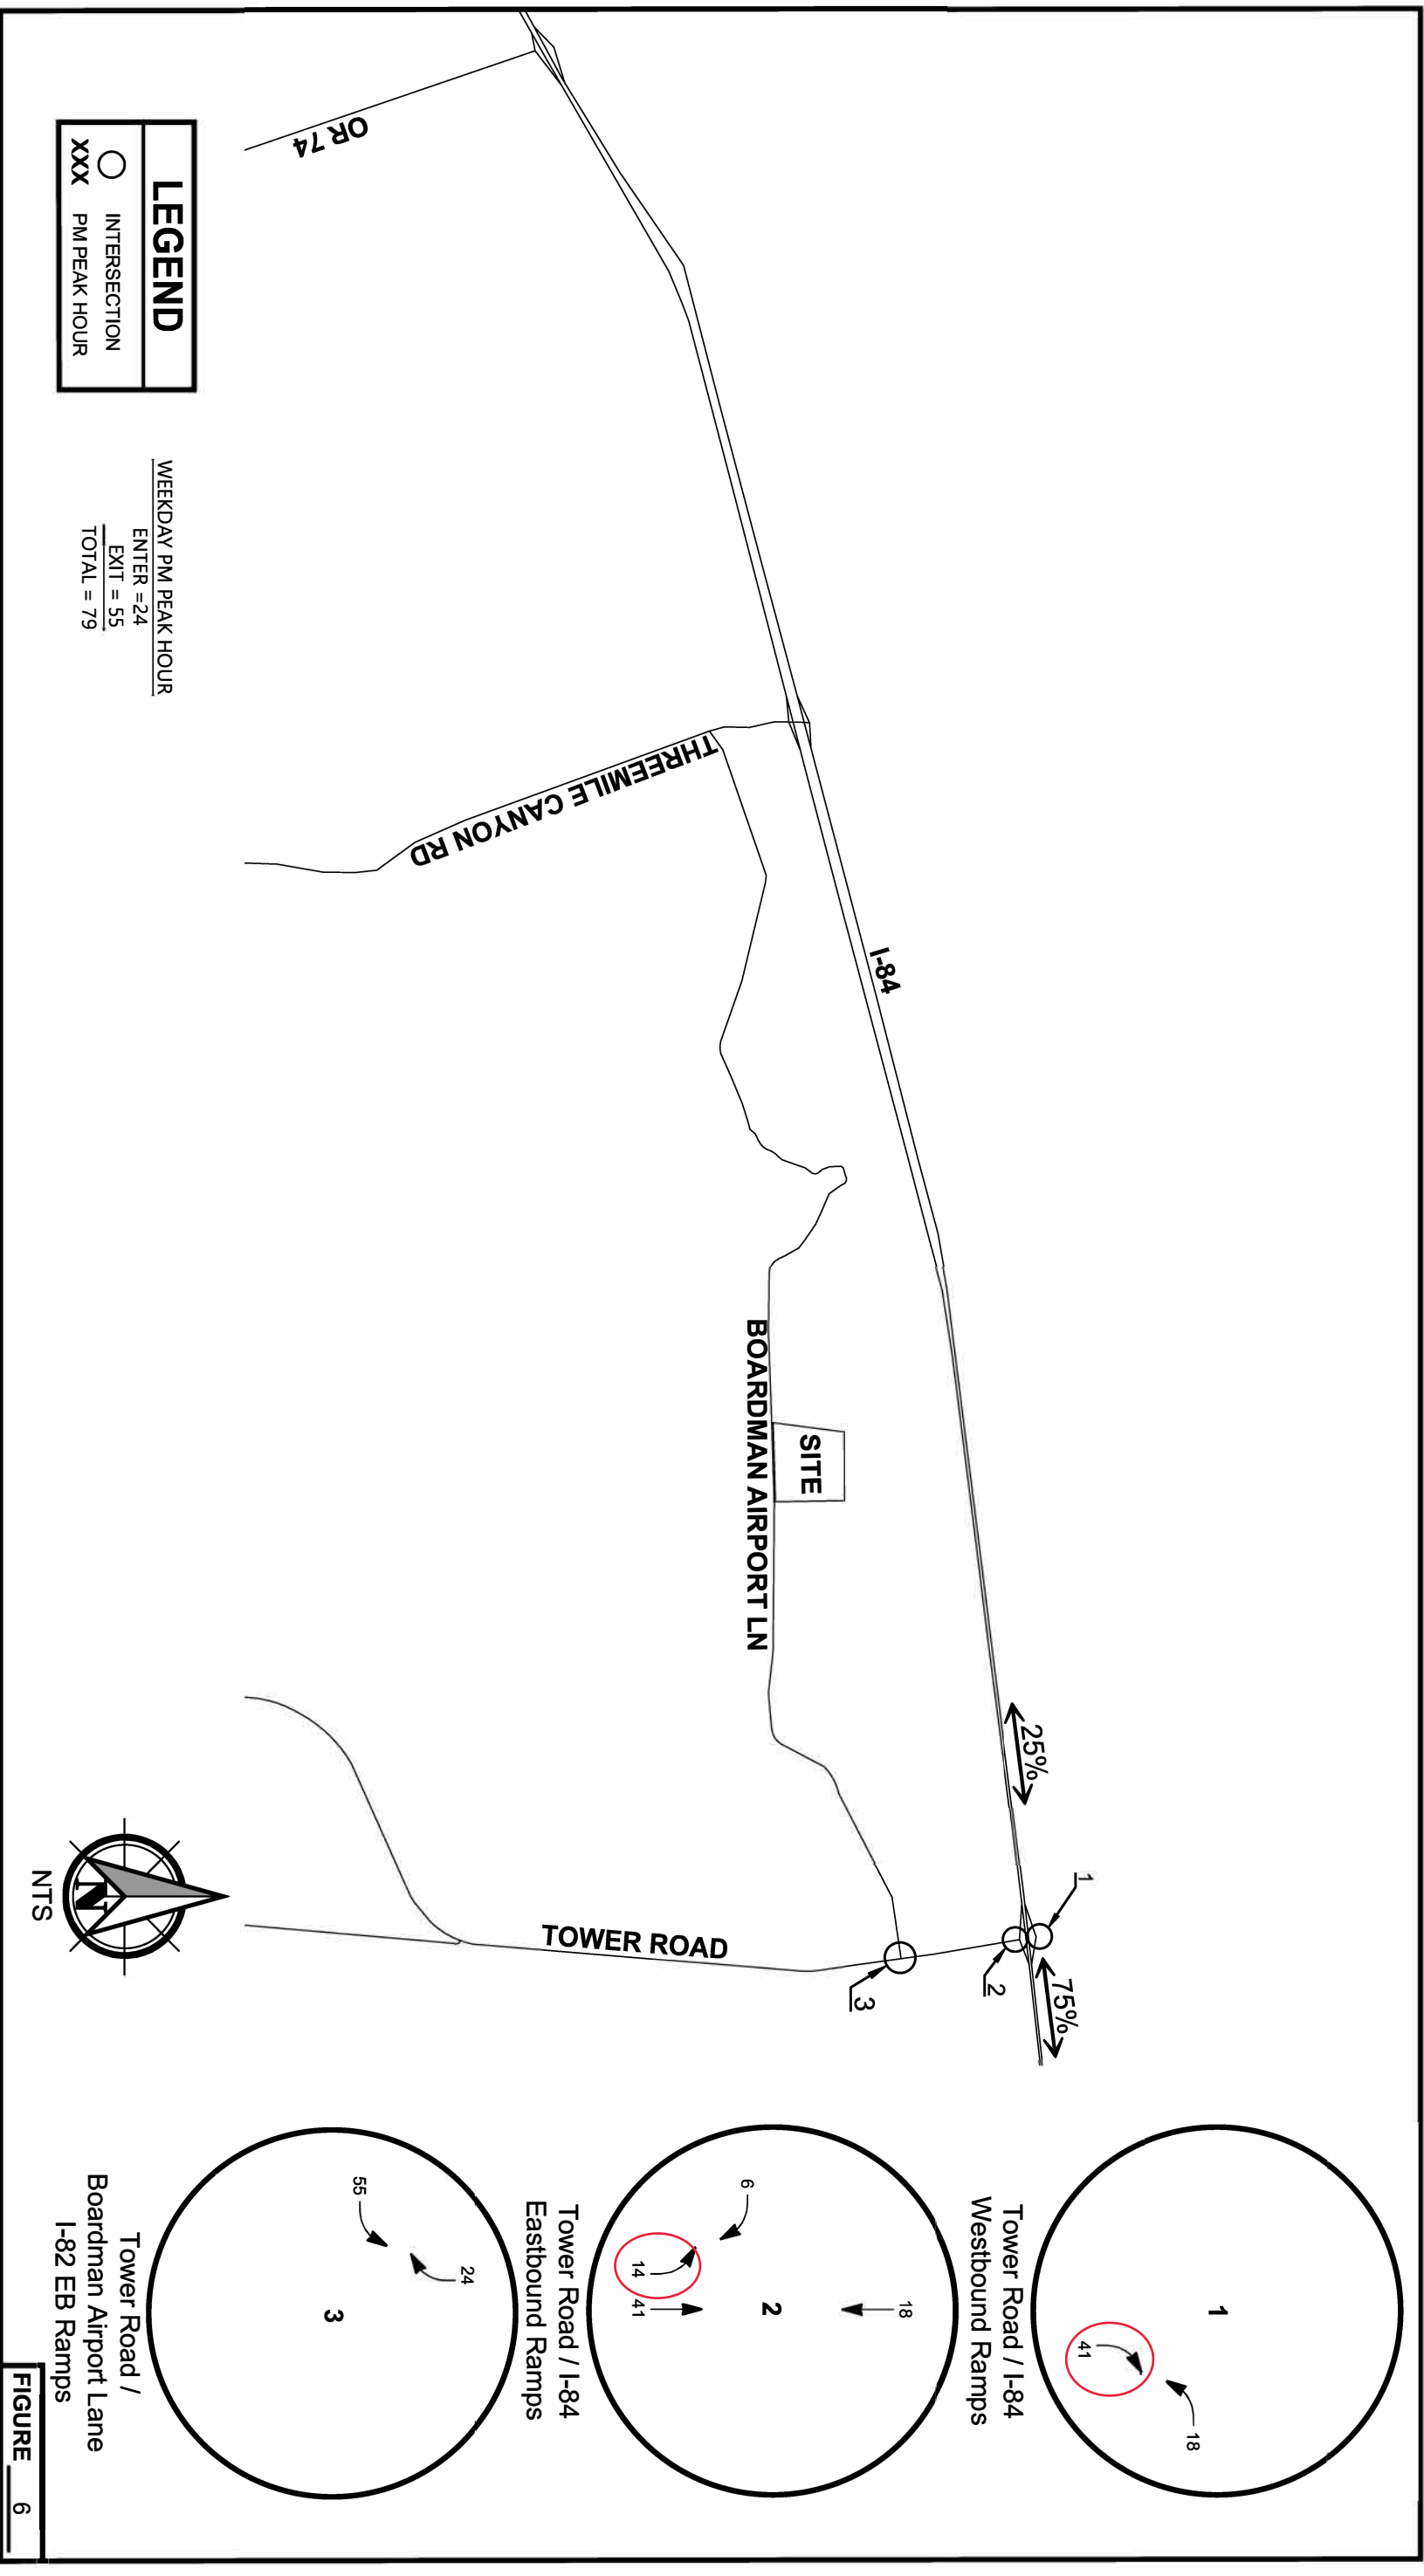 1
41
18
Tower Road / I-84
Westbound Ramps
2
6
14
41
18
Tower Road / I-84
Eastbound Ramps
3
55
24
Tower Road /
Boardman Airport Lane
I-82 EB Ramps
OR 74
THREEMILE CANYON RD
I-84
BOARDMAN AIRPORT LN
SITE
TOWER ROAD
25%
75%
1
2
3
LEGEND
INTERSECTION
XXX PM PEAK HOUR
WEEKDAY PM PEAK HOUR
ENTER =24
EXIT = 55
TOTAL = 79
N
NTS
FIGURE 6